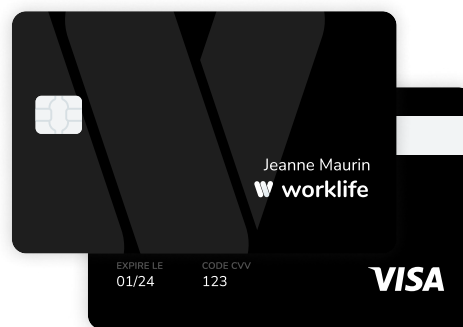 Jeanne Maurin
worklife
EXPIRE LE CODE CVV
01/24 123
VISA